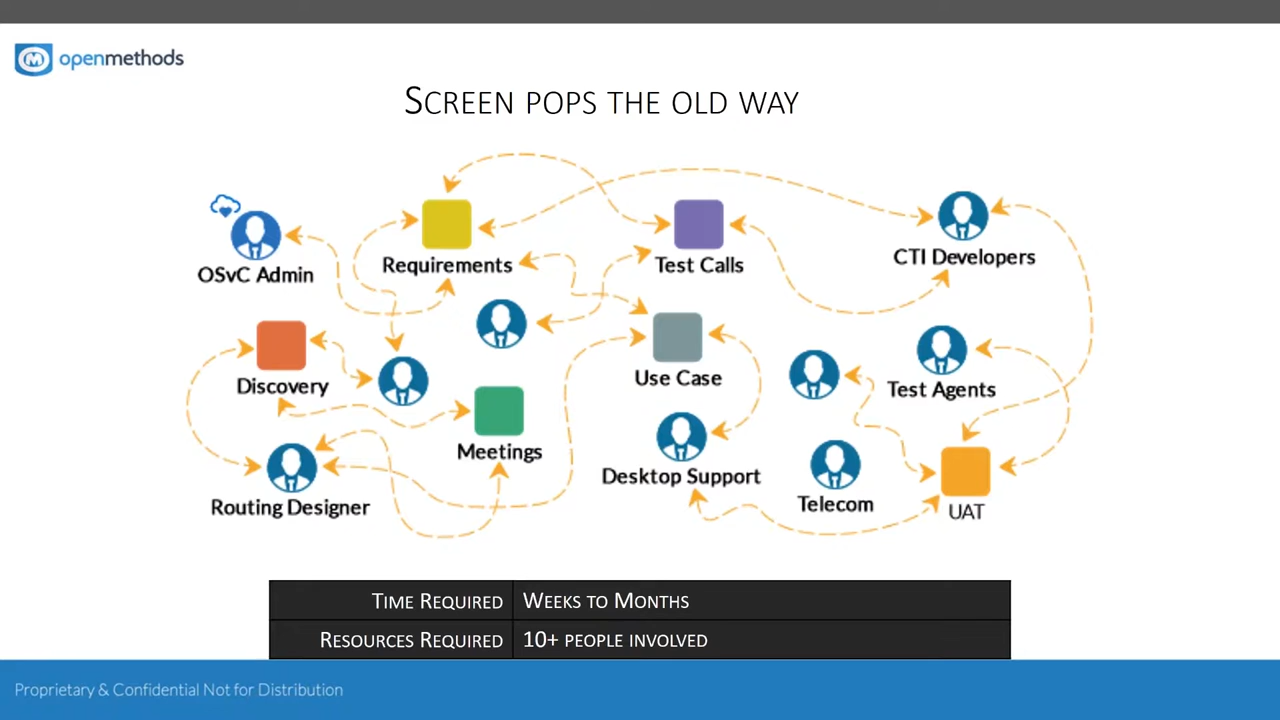 openmethods
SCREEN POPS THE OLD WAY
OSvC Admin
Requirements
Test Calls
CTI Developers
Discovery
Use Case
Test Agents
Meetings
Routing Designer
Desktop Support
Telecom
UAT
TIME REQUIRED WEEKS TO MONTHS
RESOURCES REQUIRED 10+ PEOPLE INVOLVED
Proprietary & Confidential Not for Distribution